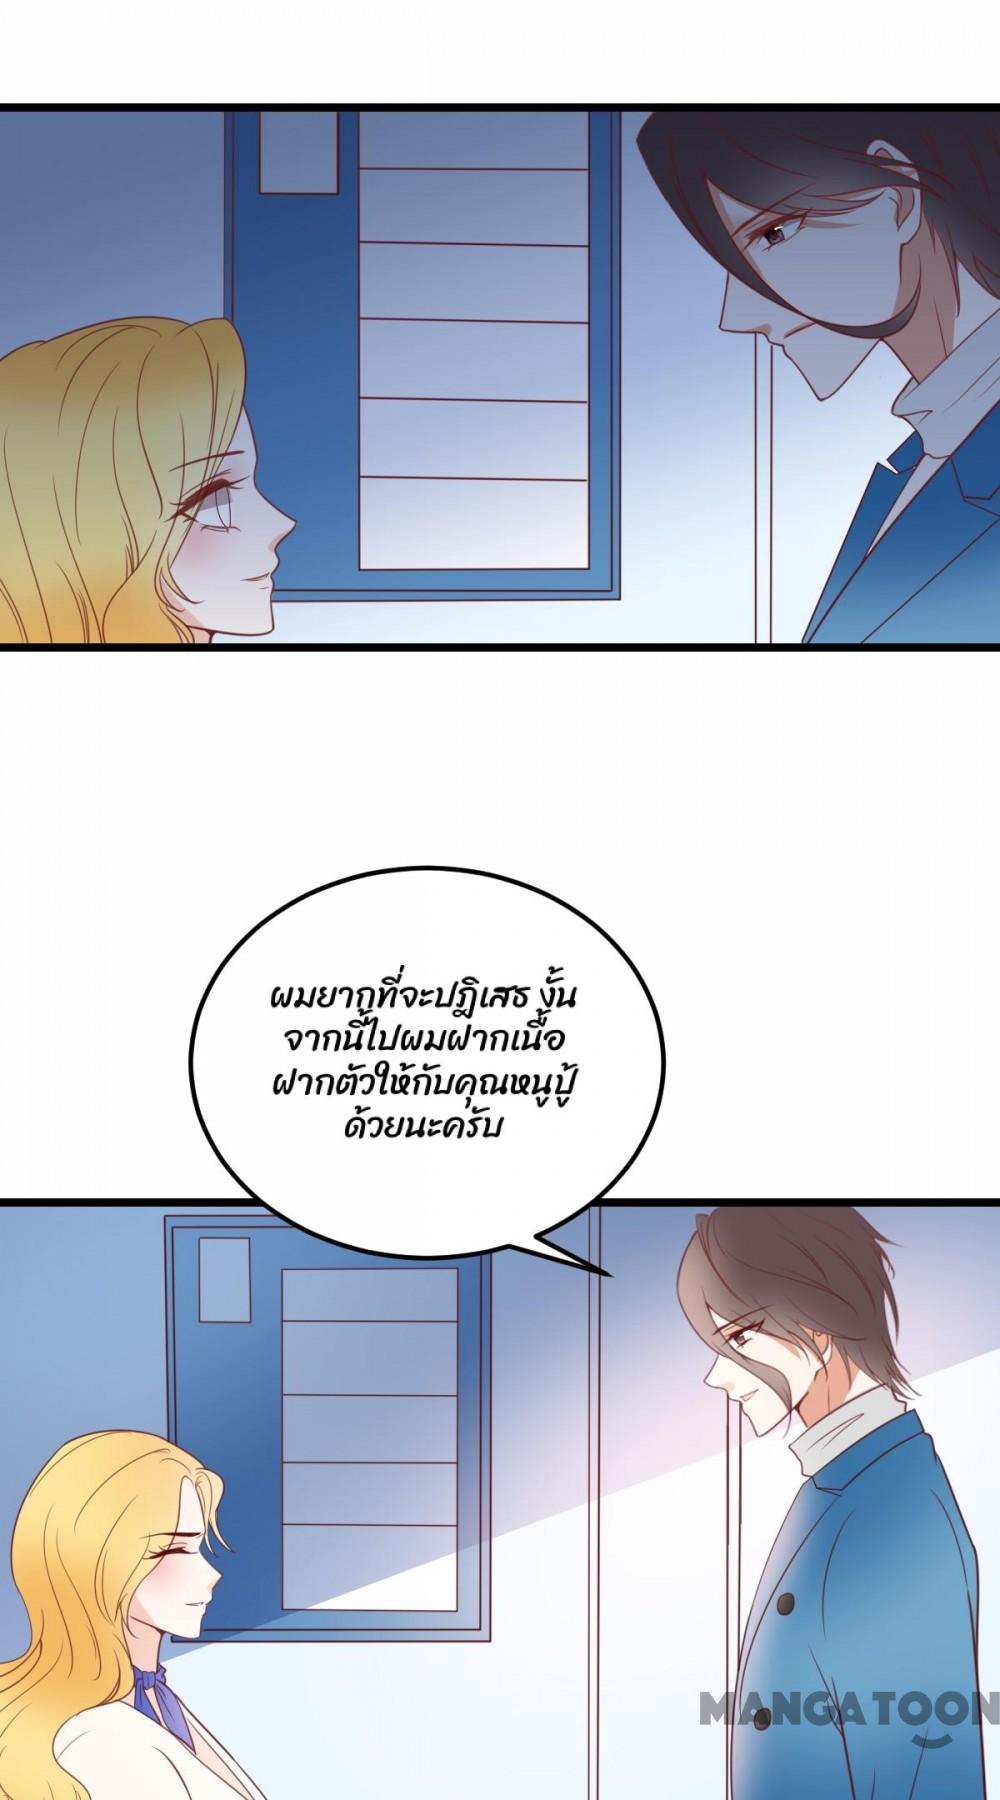 ผมยากที่จะปฎิเสธ งั้น
จากนี้ไปผมฝากเนื้อ
ฝากตัวให้กับคุณหนูปู้
ด้วยนะครับ
MANGATOON